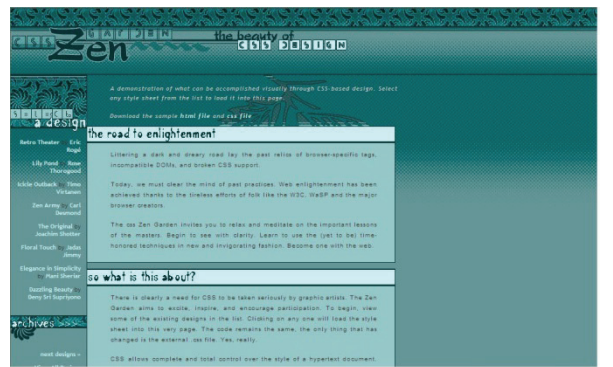 CSS Zen GARDEN
the beauty of
CSS DESIGN
A demonstration of what can be accomplished visually through CSS-based design. Select
any style sheet from the list to load it into this page.
Download the sample html file and css file
Select
a design
Retro Theater by Eric
Rogé
Lily Pond by Rose
Thorogood
Icicle Outback by Timo
Virtanen
Zen Army by Carl
Desmond
The Original by
Joachim Shotter
Floral Touch by Jadas
Jimmy
Elegance in Simplicity
by Mani Sheriar
Dazzling Beauty by
Deny Sri Supriyono
archives >>>
next designs »
the road to enlightenment
Littering a dark and dreary road lay the past relics of browser-specific tags,
incompatible DOMs, and broken CSS support.
Today, we must clear the mind of past practices. Web enlightenment has been
achieved thanks to the tireless efforts of folk like the W3C, WaSP and the major
browser creators.
The css Zen Garden invites you to relax and meditate on the important lessons
of the masters. Begin to see with clarity. Learn to use the (yet to be) time-
honored techniques in new and invigorating fashion. Become one with the web.
so what is this about?
There is clearly a need for CSS to be taken seriously by graphic artists. The Zen
Garden aims to excite, inspire, and encourage participation. To begin, view
some of the existing designs in the list. Clicking on any one will load the style
sheet into this very page. The code remains the same, the only thing that has
changed is the external .css file. Yes, really.
CSS allows complete and total control over the style of a hypertext document.